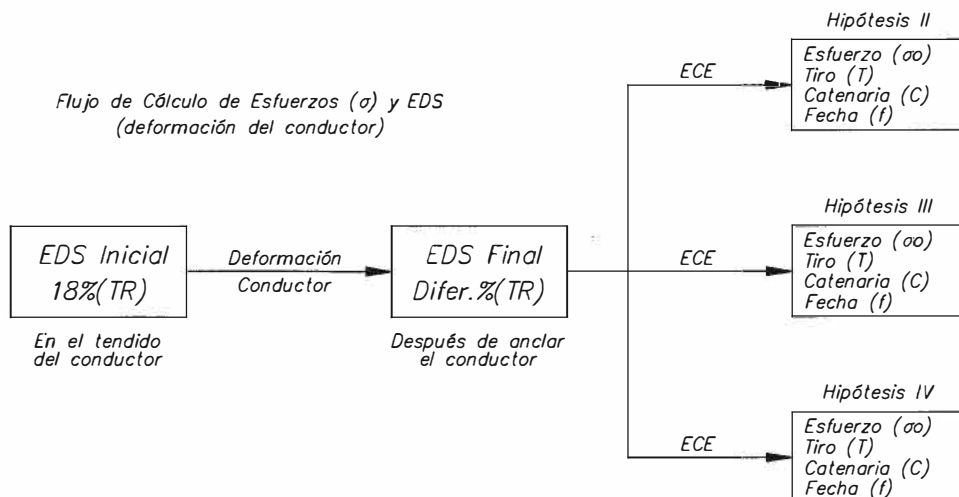 Flujo de Cálculo de Esfuerzos (σ) y EDS
(deformación del conductor)
EDS Inicial
18%(TR)
En el tendido
del conductor
Deformación
Conductor
EDS Final
Difer.%(TR)
Después de anclar
el conductor
ECE
Hipótesis II
Esfuerzo (σo)
Tiro (T)
Catenaria (C)
Fecha (f)
ECE
Hipótesis III
Esfuerzo (σo)
Tiro (T)
Catenaria (C)
Fecha (f)
ECE
Hipótesis IV
Esfuerzo (σo)
Tiro (T)
Catenaria (C)
Fecha (f)